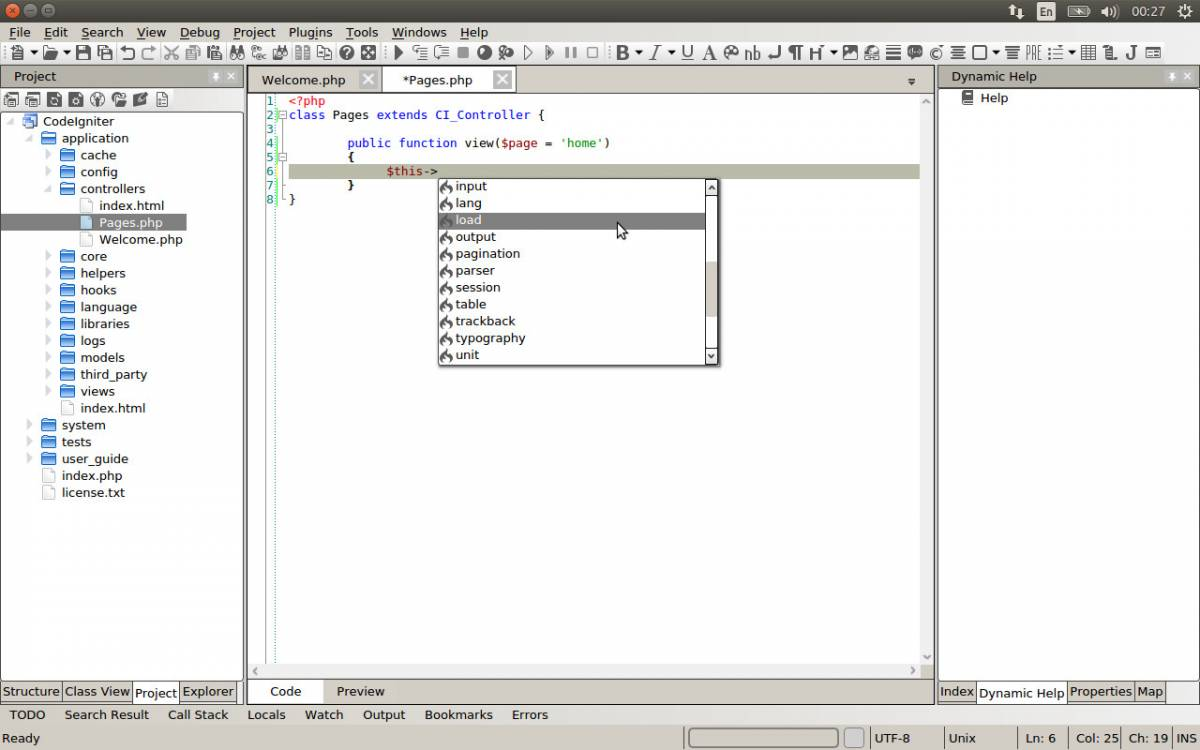 En 00:27
File Edit Search View Debug Project Plugins Tools Windows Help
B I U A nb ¶ H PRE J
Project
Welcome.php *Pages.php
Dynamic Help
CodeIgniter
application
cache
config
controllers
index.html
Pages.php
Welcome.php
core
helpers
hooks
language
libraries
logs
models
third_party
views
index.html
system
tests
user_guide
index.php
license.txt
1 <?php
2 class Pages extends CI_Controller {
3
4 public function view($page = 'home')
5 {
6 $this->
7 }
8 }
input
lang
load
output
pagination
parser
session
table
trackback
typography
unit
Help
Structure Class View Project Explorer
Code Preview
Index Dynamic Help Properties Map
TODO Search Result Call Stack Locals Watch Output Bookmarks Errors
Ready UTF-8 Unix Ln: 6 Col: 25 Ch: 19 INS